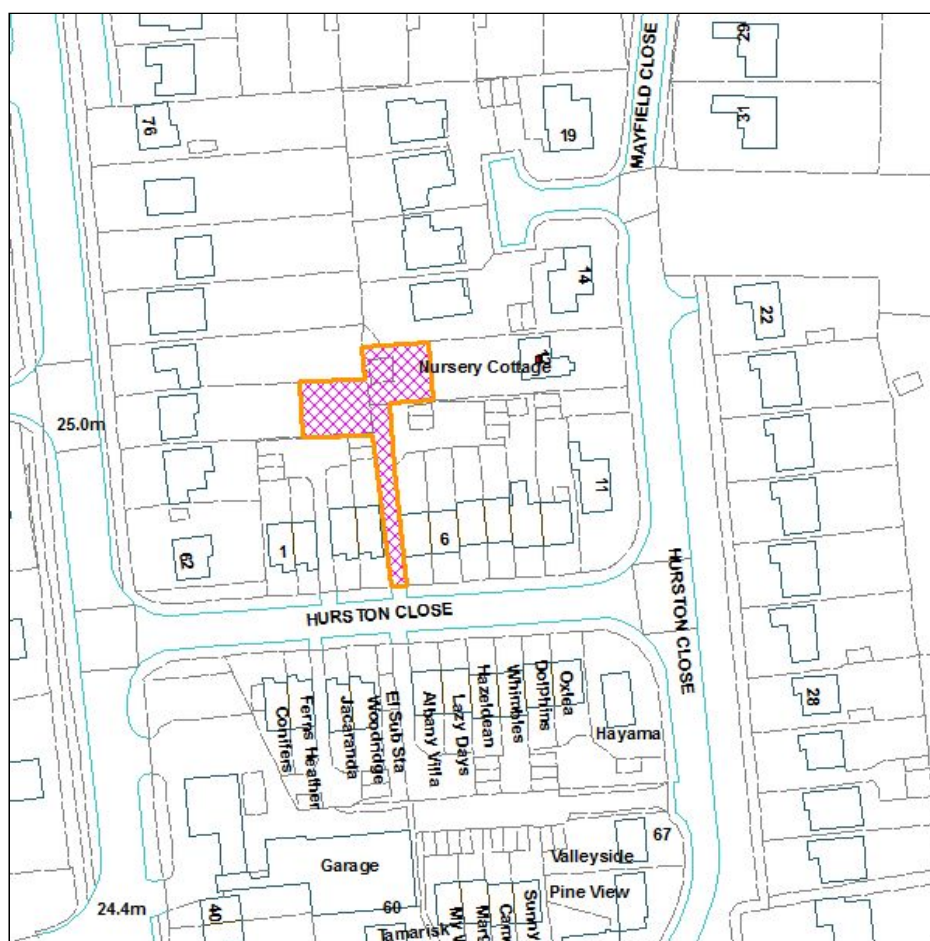 29
MAYFIELD CLOSE
76
19
31
14
22
12
Nursery Cottage
25.0m
11
1
6
62
HURSTON CLOSE
HURSTON CLOSE
Conifers
Ferns Heather
Jacaranda
Woodridge
El Sub Sta
Albany Villa
Lazy Days
Hazeldean
Whimbles
Dolphins
Oxlea
Hayama
28
67
Valleyside
Garage
Pine View
24.4m
40
60
Tamarisk
Sunny